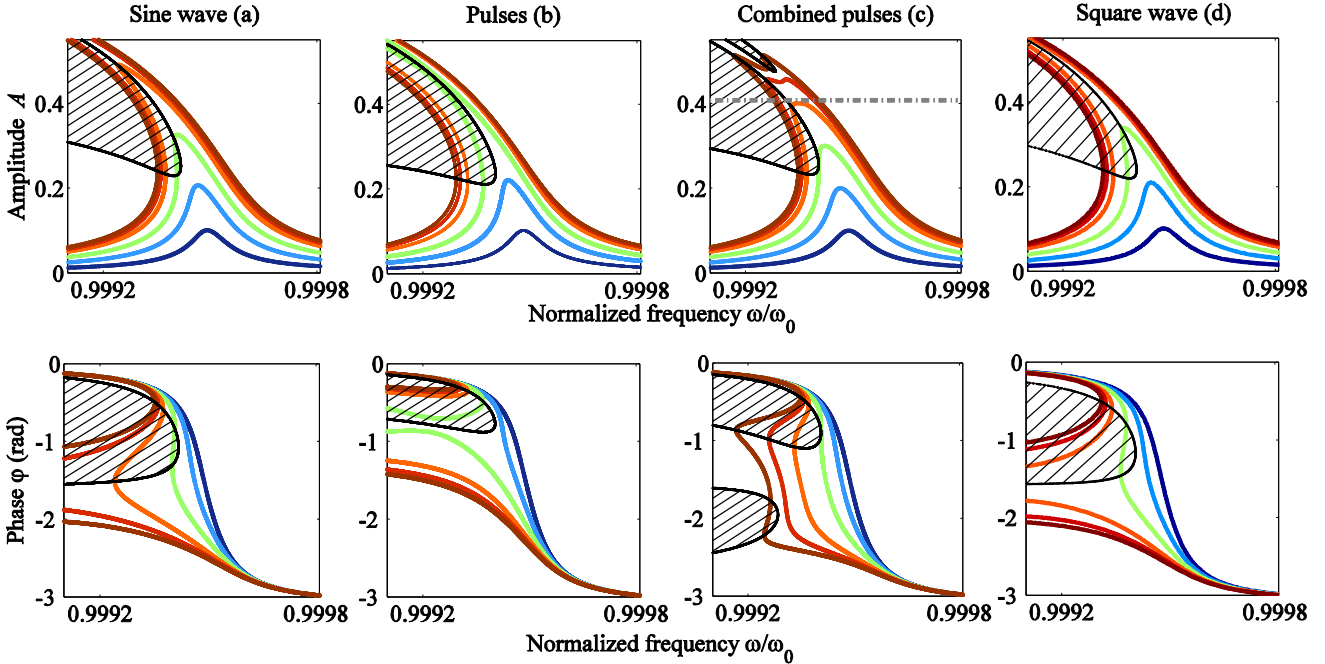 Sine wave (a) Pulses (b) Combined pulses (c) Square wave (d)
Amplitude A
0.4 0.4 0.4 0.4
0.2 0.2 0.2 0.2
0 0 0 0
0.9992 0.9998 0.9992 0.9998 0.9992 0.9998 0.9992 0.9998
Normalized frequency ω/ω₀
Phase φ (rad)
0 0 0 0
-1 -1 -1 -1
-2 -2 -2 -2
-3 -3 -3 -3
0.9992 0.9998 0.9992 0.9998 0.9992 0.9998 0.9992 0.9998
Normalized frequency ω/ω₀